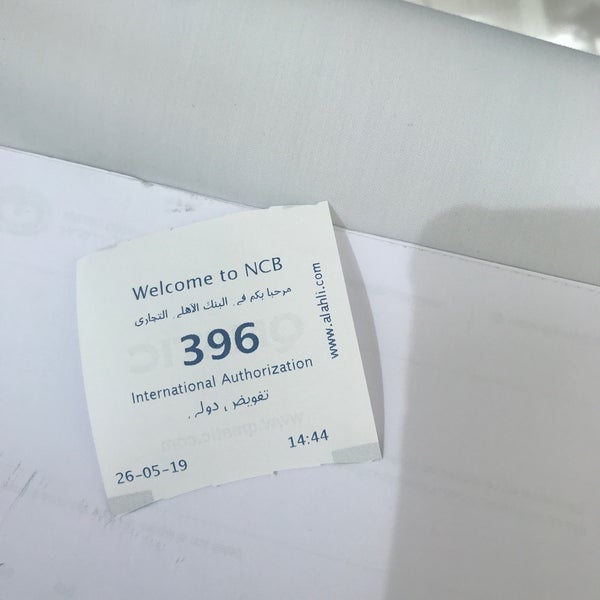 Welcome to NCB
مرحبا بكم في البنك الأهلي التجاري
396
International Authorization
تفويض دولي
26-05-19
14:44
www.alahli.com